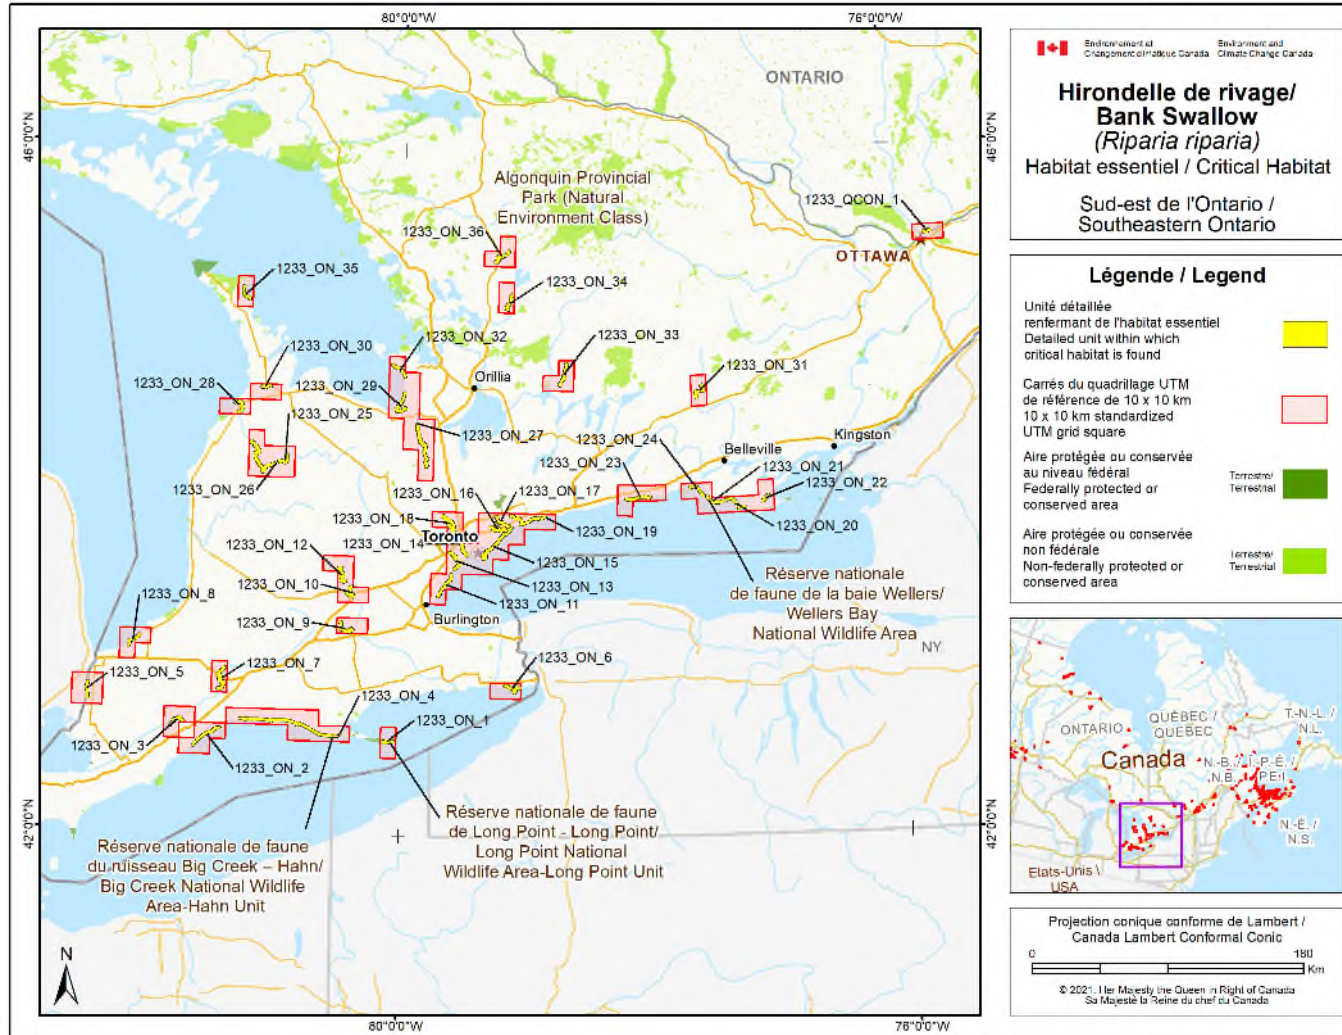 80°0'0"W
76°0'0"W
46°0'0"N
46°0'0"N
42°0'0"N
42°0'0"N
80°0'0"W
76°0'0"W
ONTARIO
Algonquin Provincial
Park (Natural
Environment Class)
1233_QCON_1
1233_ON_36
OTTAWA
1233_ON_35
1233_ON_34
1233_ON_32
1233_ON_33
1233_ON_30
1233_ON_31
1233_ON_29
Orillia
1233_ON_28
1233_ON_25
1233_ON_27
1233_ON_24
Kingston
Belleville
1233_ON_23
1233_ON_21
1233_ON_26
1233_ON_16
1233_ON_17
1233_ON_22
1233_ON_18
1233_ON_19
1233_ON_20
Toronto
1233_ON_14
1233_ON_12
1233_ON_15
1233_ON_10
1233_ON_13
1233_ON_11
Réserve nationale
de faune de la baie Wellers/
Wellers Bay
National Wildlife Area
1233_ON_8
1233_ON_9
Burlington
NY
1233_ON_7
1233_ON_6
1233_ON_5
1233_ON_4
1233_ON_1
1233_ON_3
1233_ON_2
Réserve nationale de faune
de Long Point - Long Point/
Long Point National
Wildlife Area-Long Point Unit
Réserve nationale de faune
du ruisseau Big Creek – Hahn/
Big Creek National Wildlife
Area-Hahn Unit
N
Environnement et
Changement climatique Canada
Environment and
Climate Change Canada
Hirondelle de rivage/
Bank Swallow
(Riparia riparia)
Habitat essentiel / Critical Habitat
Sud-est de l'Ontario /
Southeastern Ontario
Légende / Legend
Unité détaillée
renfermant de l'habitat essentiel
Detailed unit within which
critical habitat is found
Carrés du quadrillage UTM
de référence de 10 x 10 km
10 x 10 km standardized
UTM grid square
Aire protégée ou conservée
au niveau fédéral
Federally protected or
conserved area
Terrestre/
Terrestrial
Aire protégée ou conservée
non fédérale
Non-federally protected or
conserved area
Terrestre/
Terrestrial
ONTARIO
QUÉBEC /
QUEBEC
T.-N.-L. /
N.L.
Canada
N.-B. /
N.B.
Î.-P.-É. /
P.E.I.
N.-É. /
N.S.
Etats-Unis \
USA
Projection conique conforme de Lambert /
Canada Lambert Conformal Conic
0
160
Km
© 2021. Her Majesty the Queen in Right of Canada
Sa Majesté la Reine du chef du Canada